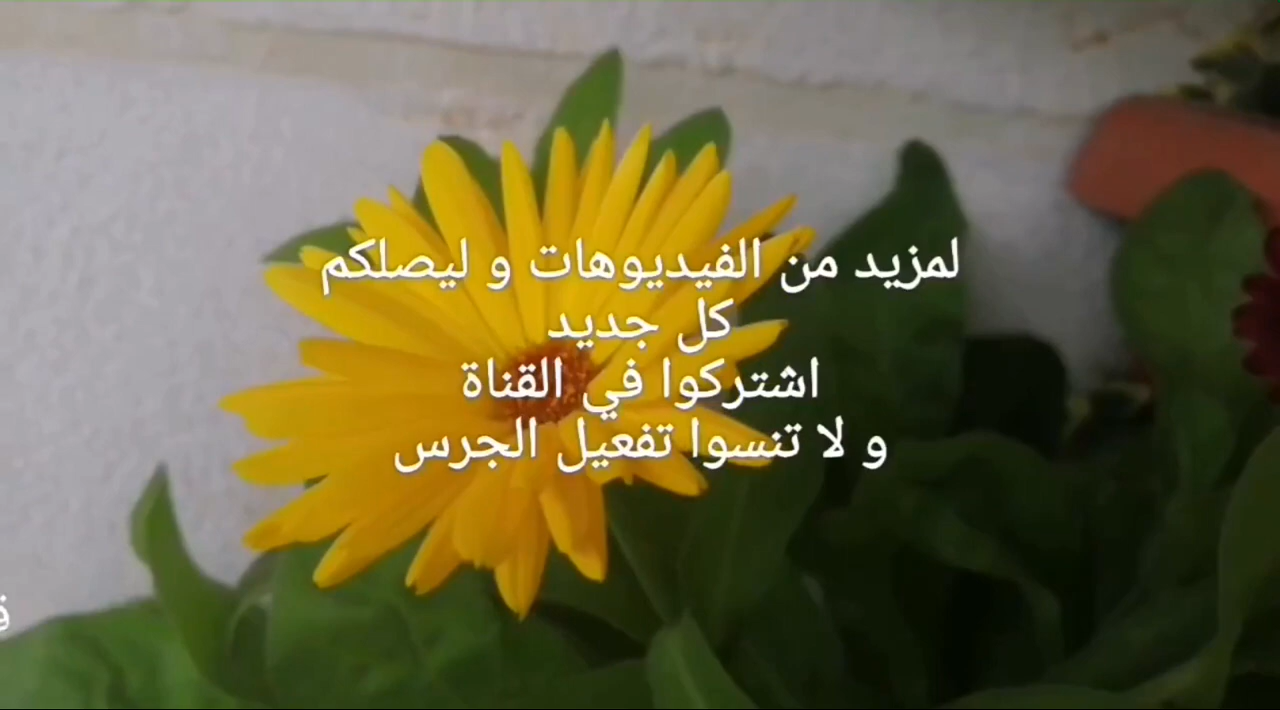 لمزيد من الفيديوهات و ليصلكم
كل جديد
اشتركوا في القناة
و لا تنسوا تفعيل الجرس